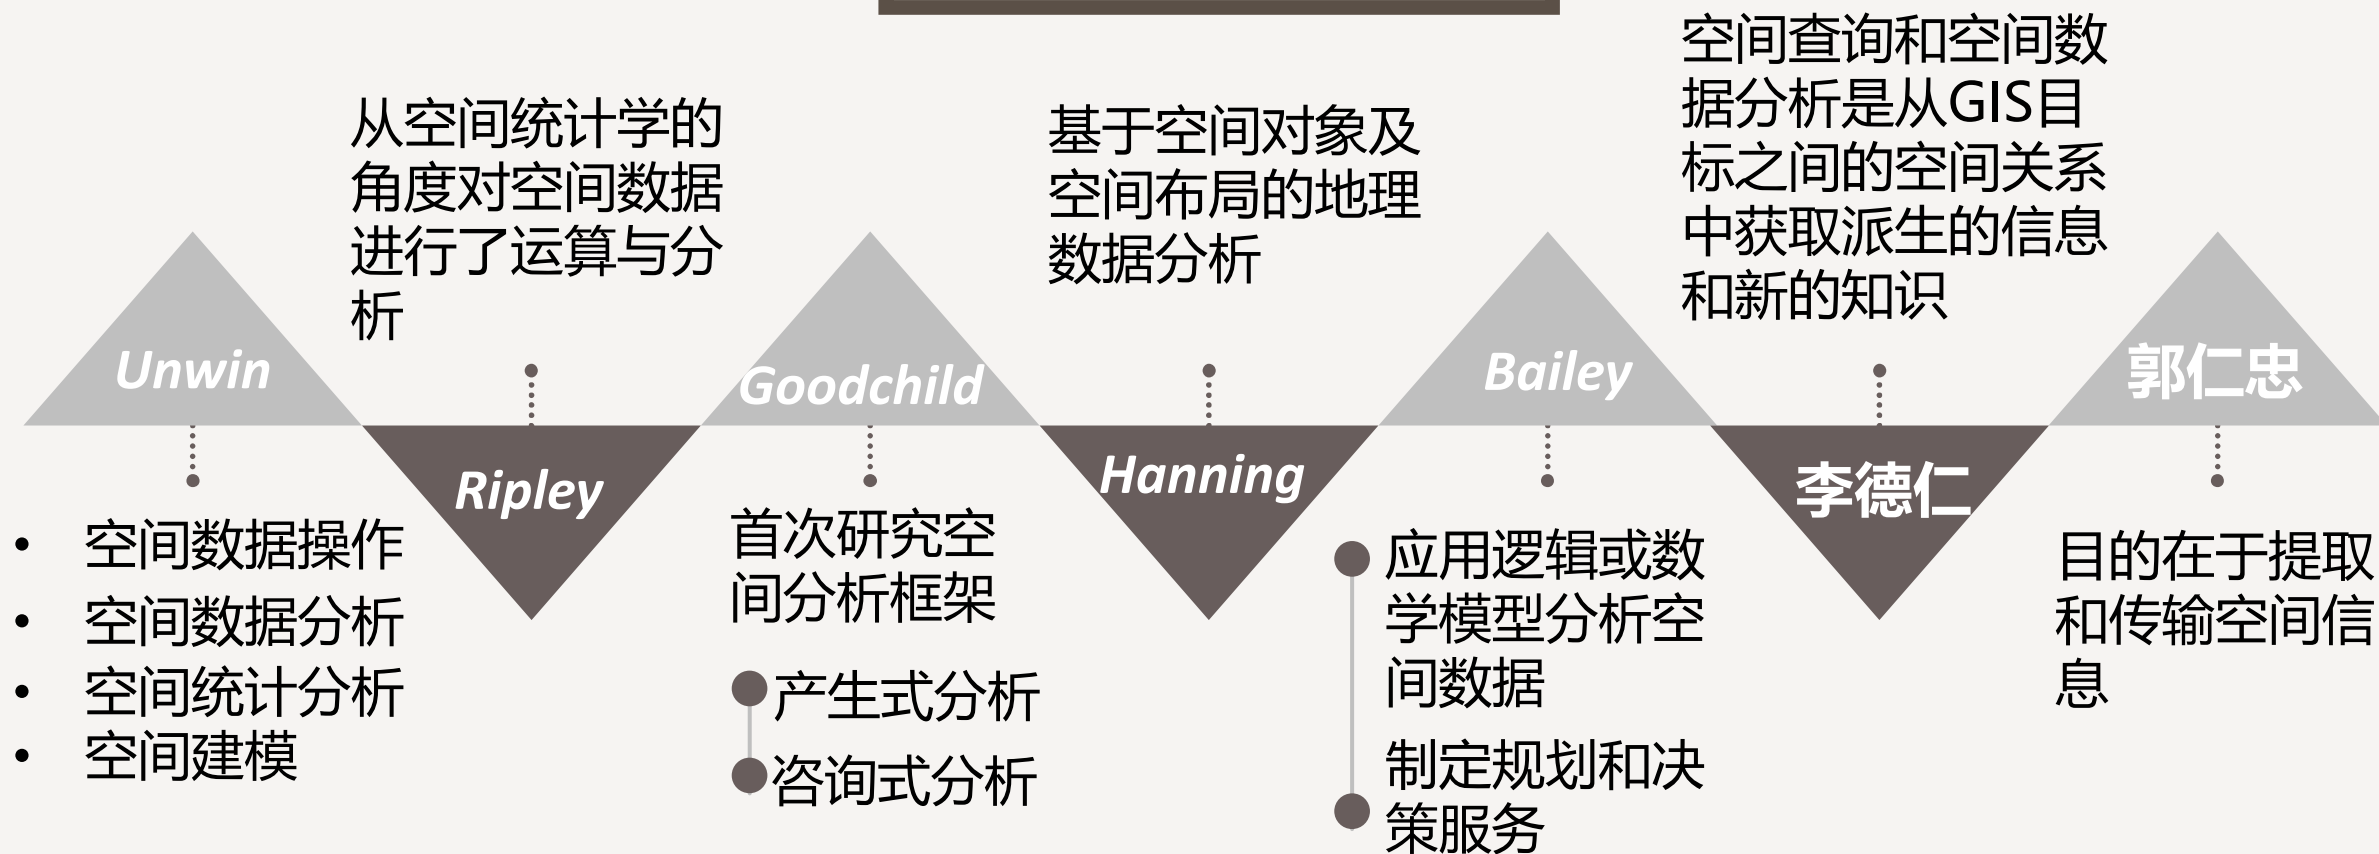 Unwin
• 空间数据操作
• 空间数据分析
• 空间统计分析
• 空间建模
从空间统计学的
角度对空间数据
进行了运算与分
析
Ripley
Goodchild
首次研究空
间分析框架
产生式分析
咨询式分析
基于空间对象及
空间布局的地理
数据分析
Hanning
Bailey
应用逻辑或数
学模型分析空
间数据
制定规划和决
策服务
空间查询和空间数
据分析是从GIS目
标之间的空间关系
中获取派生的信息
和新的知识
李德仁
郭仁忠
目的在于提取
和传输空间信
息